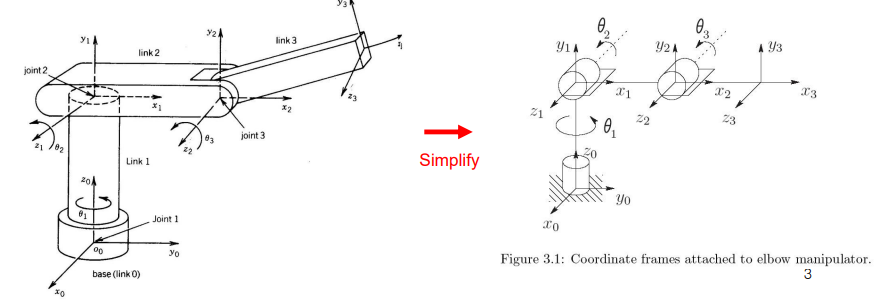 y₃
y₁
y₂
link 3
link 2
joint 2
x₁
x₂
z₃
joint 3
z₁
θ₂
z₂
θ₃
Link 1
z₀
θ₁
Joint 1
o₀
y₀
base (link 0)
x₀
Simplify
θ₂
θ₃
y₁
y₂
y₃
x₁
x₂
x₃
z₁
z₂
z₃
θ₁
z₀
y₀
x₀
Figure 3.1: Coordinate frames attached to elbow manipulator.
3